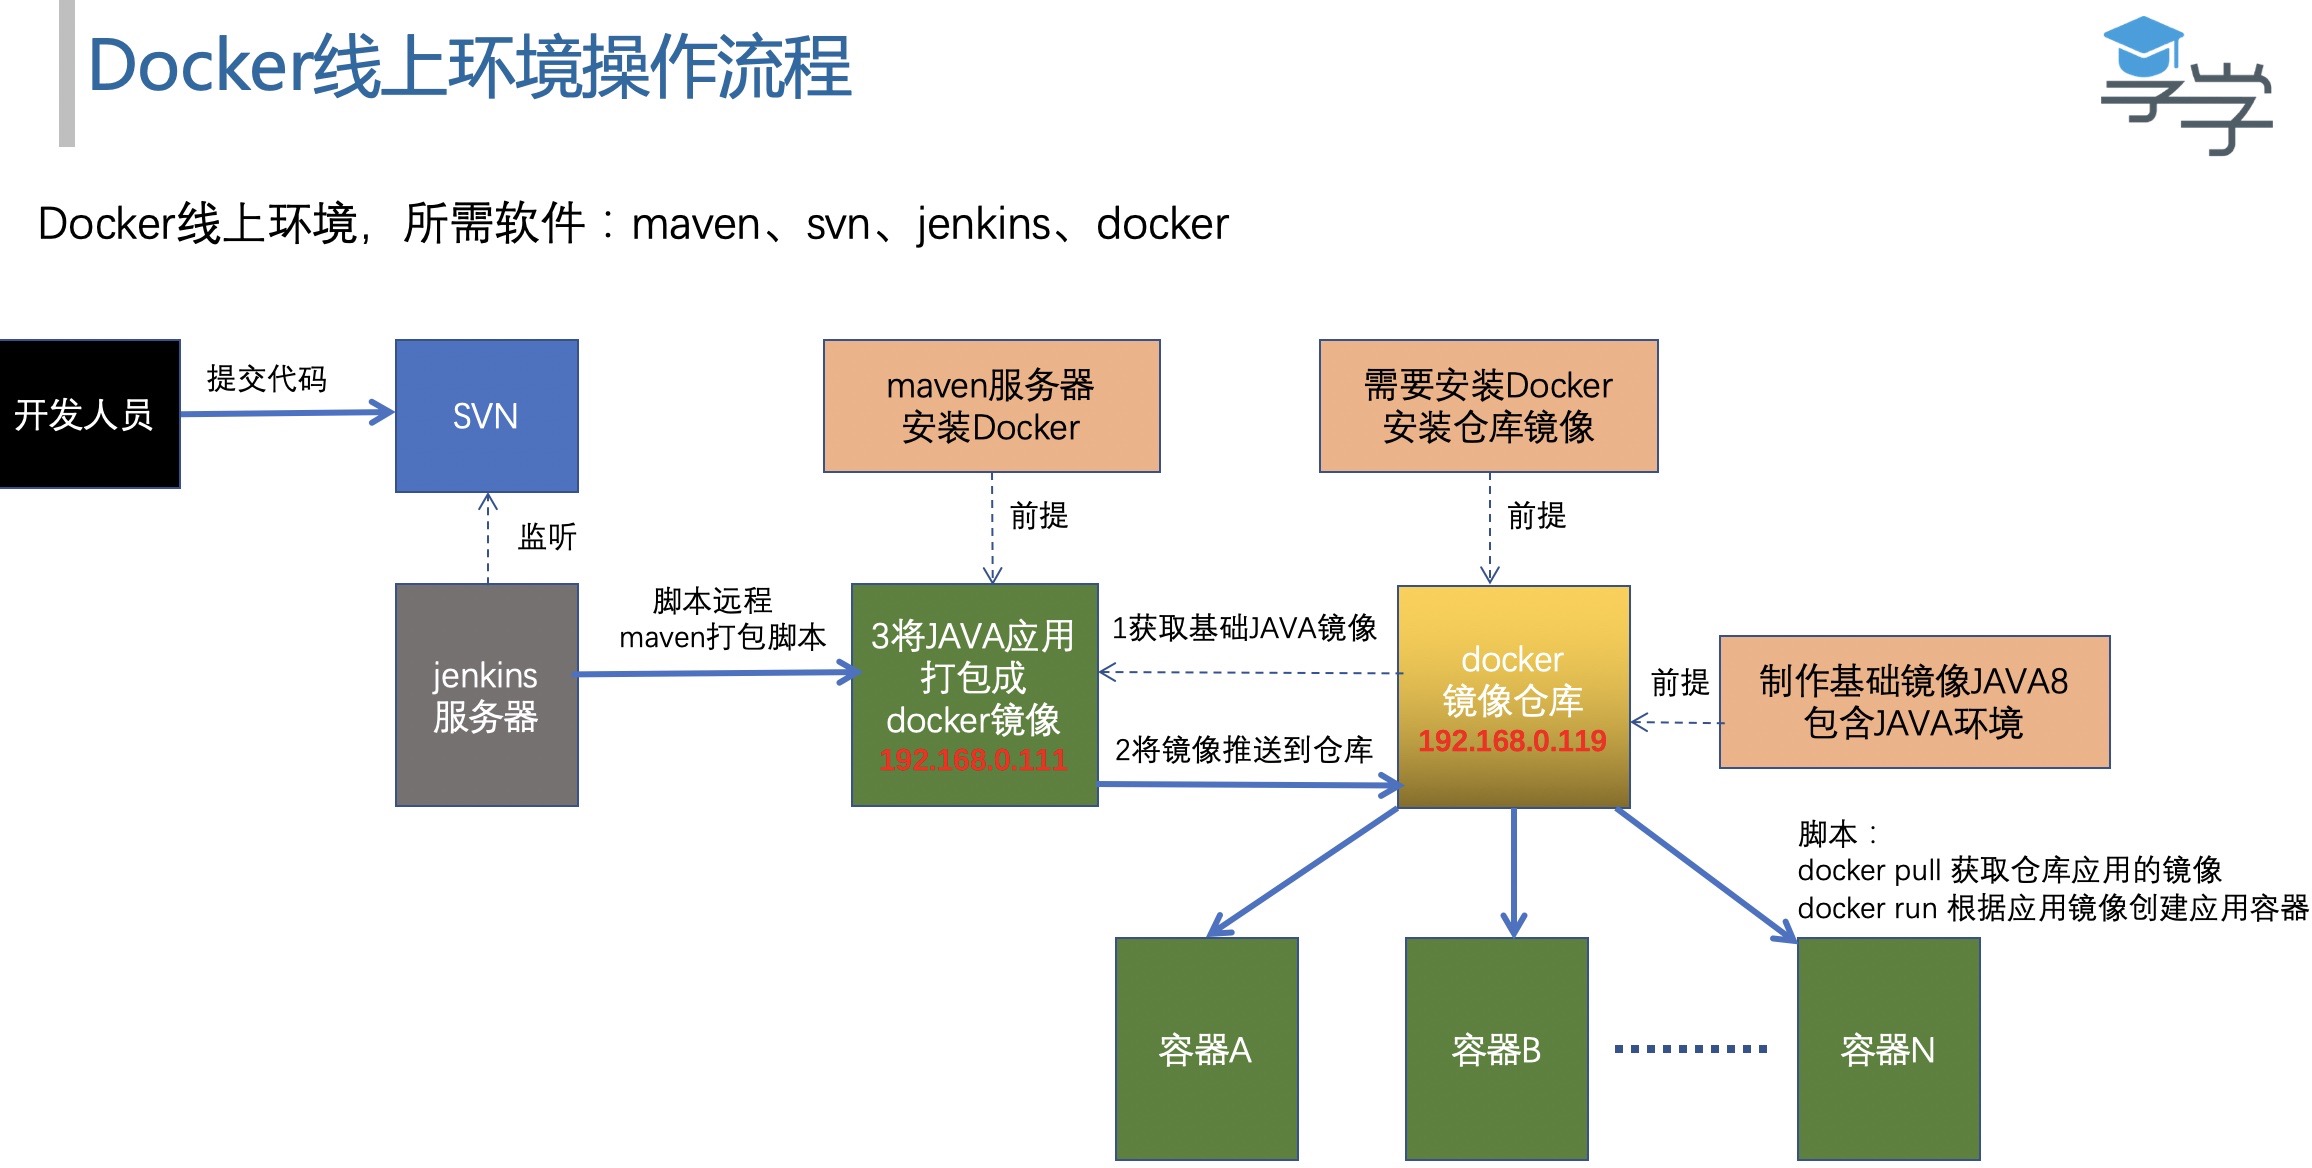 Docker线上环境操作流程
享学
Docker线上环境，所需软件：maven、svn、jenkins、docker
开发人员
提交代码
SVN
maven服务器
安装Docker
需要安装Docker
安装仓库镜像
监听
前提
前提
jenkins
服务器
脚本远程
maven打包脚本
3将JAVA应用
打包成
docker镜像
192.168.0.111
1获取基础JAVA镜像
2将镜像推送到仓库
docker
镜像仓库
192.168.0.119
前提
制作基础镜像JAVA8
包含JAVA环境
脚本：
docker pull 获取仓库应用的镜像
docker run 根据应用镜像创建应用容器
容器A
容器B
容器N